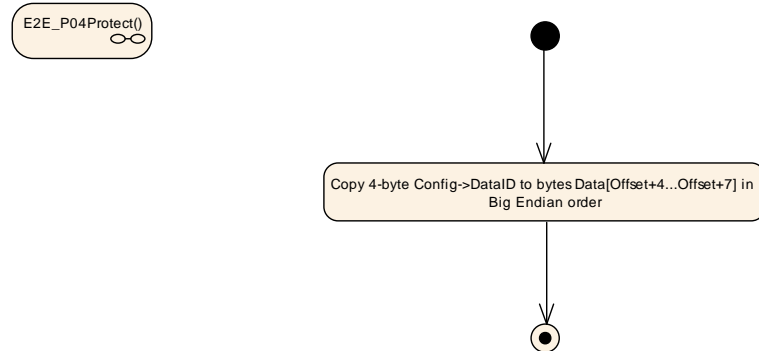 E2E_P04Protect()
Copy 4-byte Config->DataID to bytes Data[Offset+4...Offset+7] in
Big Endian order